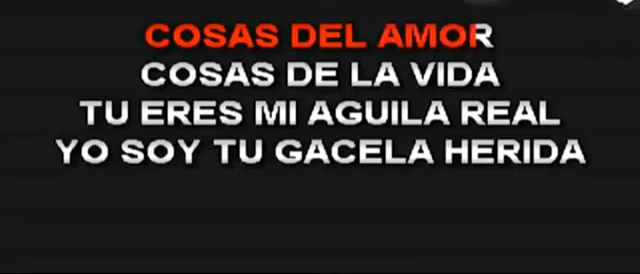 COSAS DEL AMOR
COSAS DE LA VIDA
TU ERES MI AGUILA REAL
YO SOY TU GACELA HERIDA